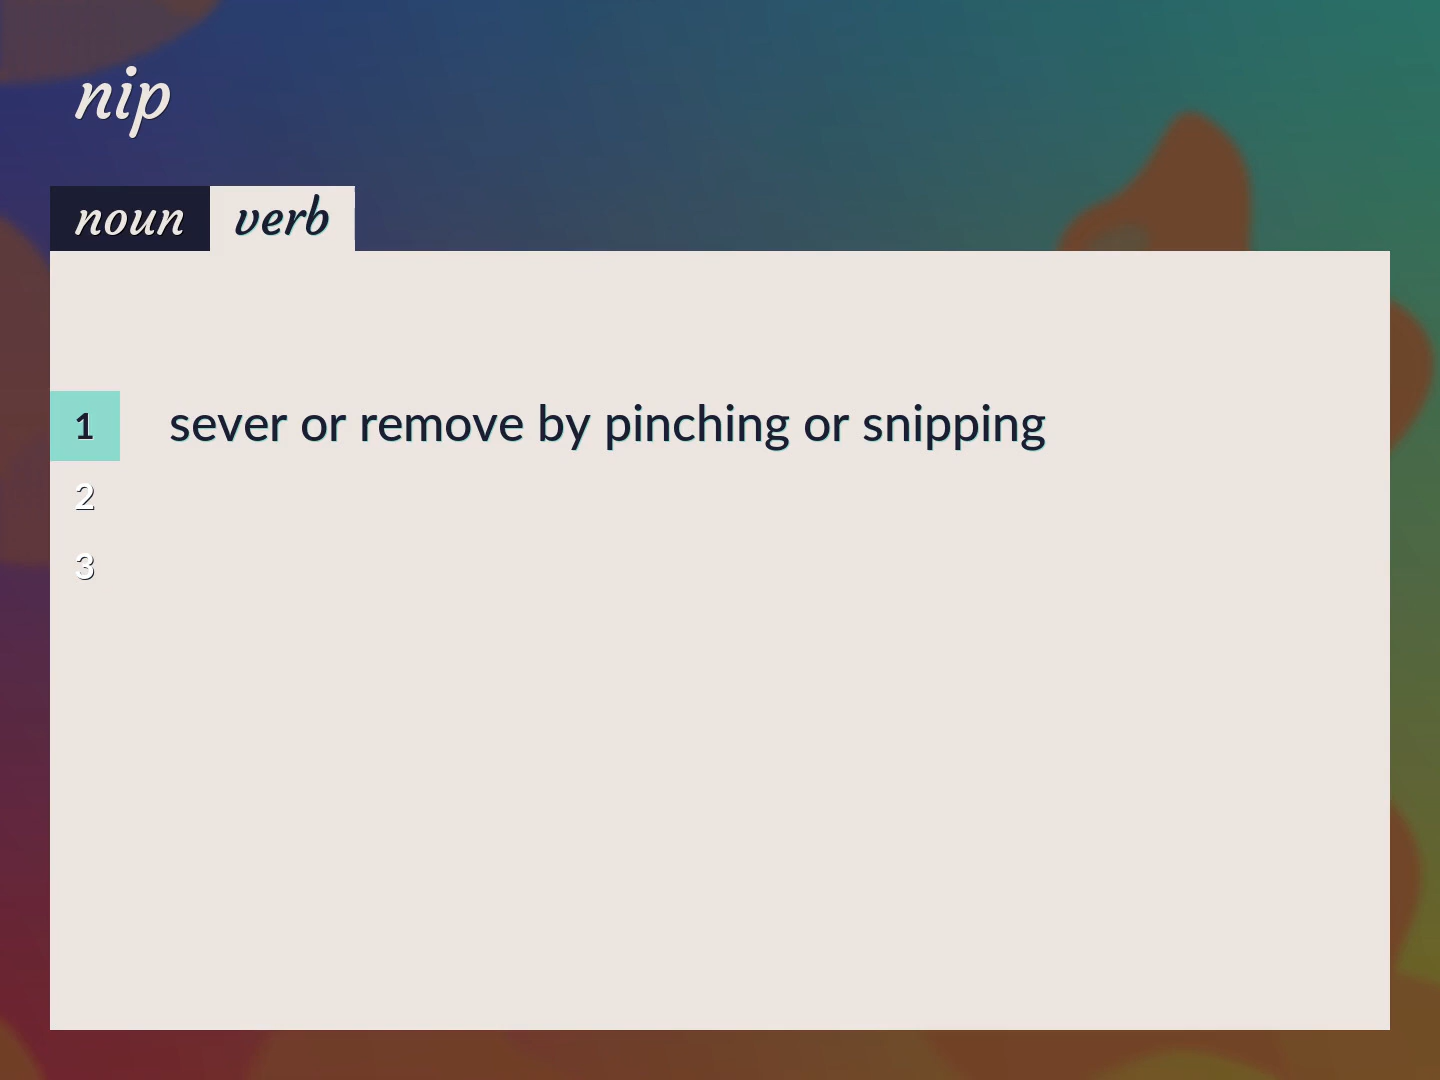 nip
noun verb
1 sever or remove by pinching or snipping
2
3